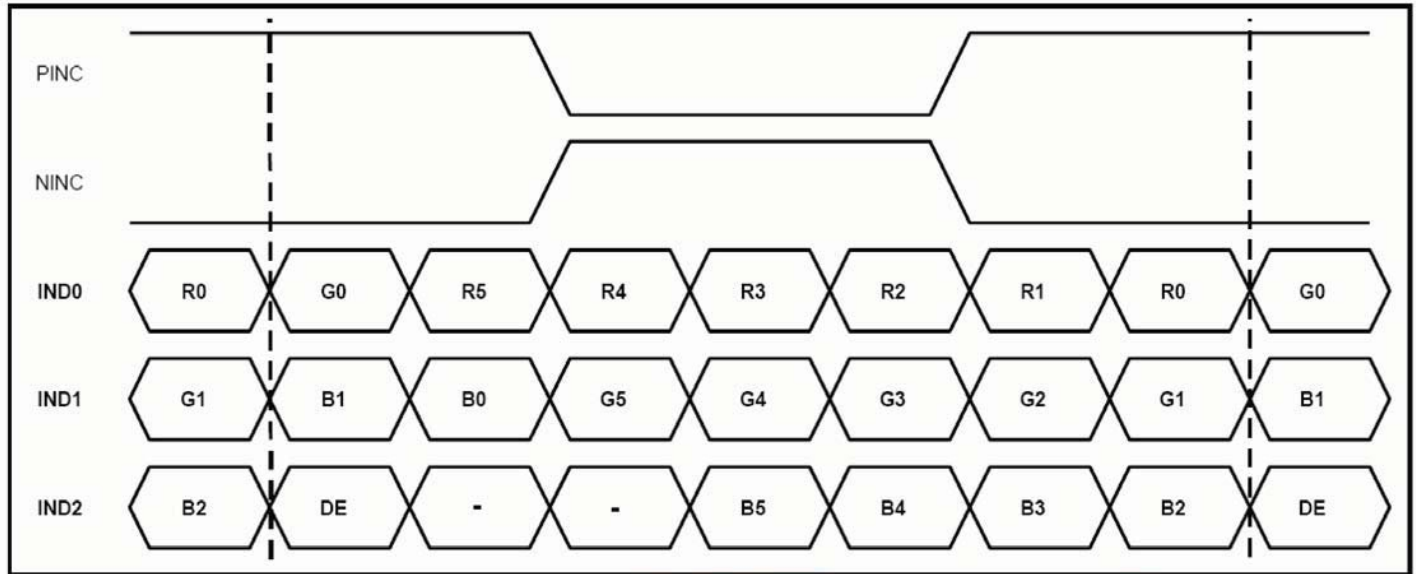 PINC
NINC
IND0 R0 G0 R5 R4 R3 R2 R1 R0 G0
IND1 G1 B1 B0 G5 G4 G3 G2 G1 B1
IND2 B2 DE - - B5 B4 B3 B2 DE